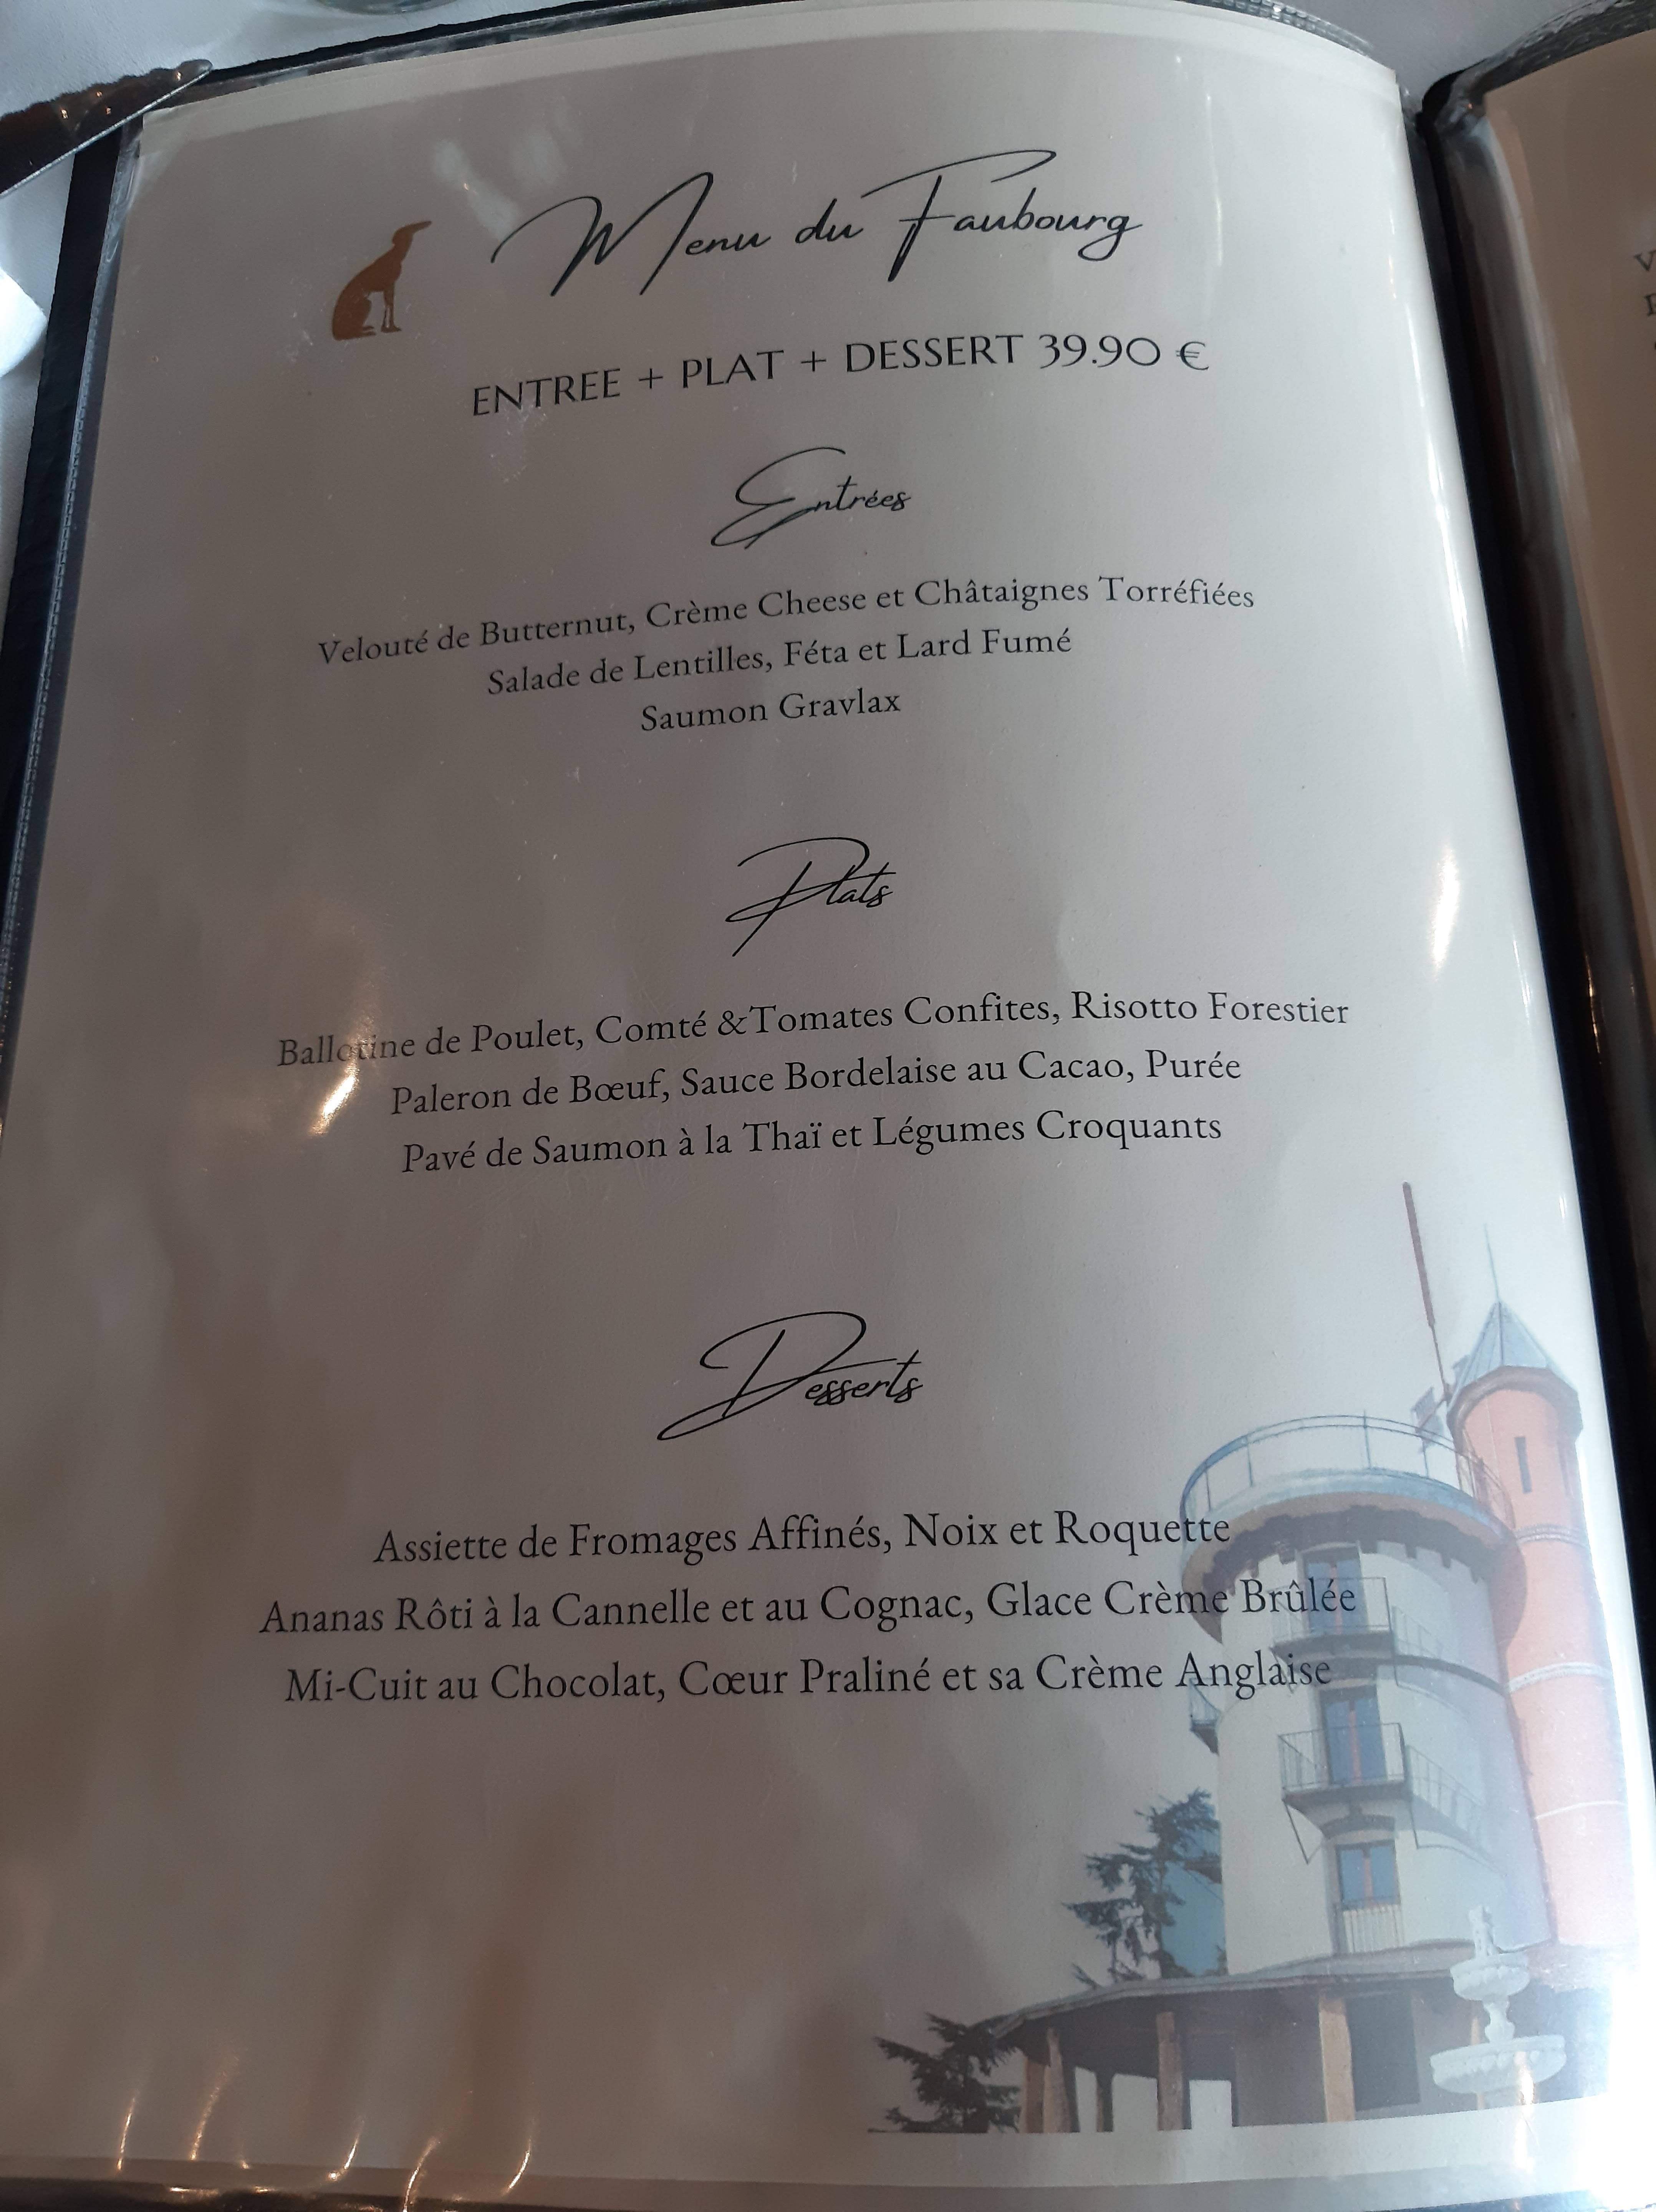 Menu du Faubourg
ENTREE + PLAT + DESSERT 39.90 €
Entrées
Velouté de Butternut, Crème Cheese et Châtaignes Torréfiées
Salade de Lentilles, Féta et Lard Fumé
Saumon Gravlax
Plats
Ballotine de Poulet, Comté &Tomates Confites, Risotto Forestier
Paleron de Bœuf, Sauce Bordelaise au Cacao, Purée
Pavé de Saumon à la Thaï et Légumes Croquants
Desserts
Assiette de Fromages Affinés, Noix et Roquette
Ananas Rôti à la Cannelle et au Cognac, Glace Crème Brûlée
Mi-Cuit au Chocolat, Cœur Praliné et sa Crème Anglaise